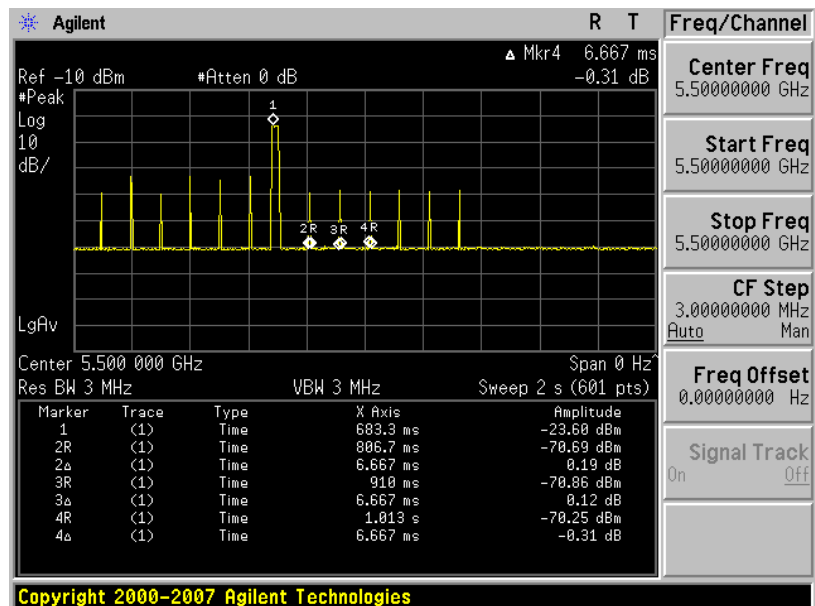 Agilent R T
Freq/Channel
Δ Mkr4 6.667 ms
Ref -10 dBm #Atten 0 dB -0.31 dB
#Peak
Log
10
dB/
1
2R 3R 4R
LgAv
Center 5.500 000 GHz Span 0 Hz^
Res BW 3 MHz VBW 3 MHz Sweep 2 s (601 pts)
Marker Trace Type X Axis Amplitude
1 (1) Time 683.3 ms -23.60 dBm
2R (1) Time 806.7 ms -70.69 dBm
2Δ (1) Time 6.667 ms 0.19 dB
3R (1) Time 910 ms -70.86 dBm
3Δ (1) Time 6.667 ms 0.12 dB
4R (1) Time 1.013 s -70.25 dBm
4Δ (1) Time 6.667 ms -0.31 dB
Center Freq
5.50000000 GHz
Start Freq
5.50000000 GHz
Stop Freq
5.50000000 GHz
CF Step
3.00000000 MHz
Auto Man
Freq Offset
0.00000000 Hz
Signal Track
On Off
Copyright 2000-2007 Agilent Technologies